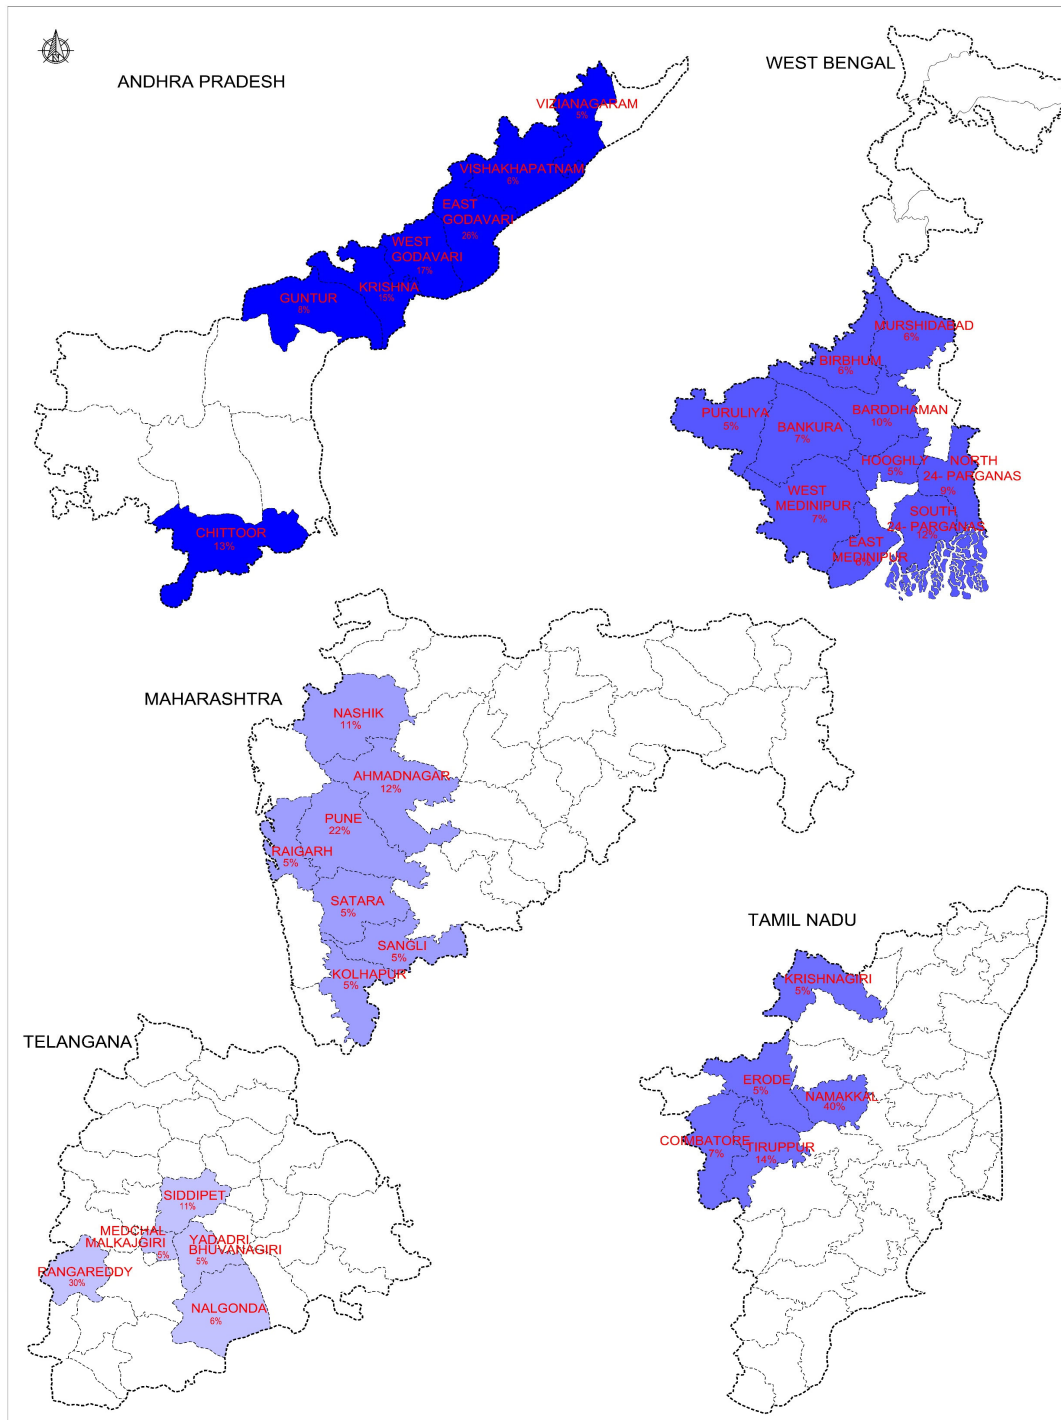 N
ANDHRA PRADESH
VIZIANAGARAM
5%
VISHAKHAPATNAM
6%
EAST
GODAVARI
26%
WEST
GODAVARI
17%
KRISHNA
15%
GUNTUR
8%
CHITTOOR
13%
WEST BENGAL
MURSHIDABAD
6%
BIRBHUM
6%
BARDDHAMAN
10%
PURULIYA
5%
BANKURA
7%
HOOGHLY
5%
NORTH
24- PARGANAS
9%
WEST
MEDINIPUR
7%
SOUTH
24- PARGANAS
12%
EAST
MEDINIPUR
MAHARASHTRA
NASHIK
11%
AHMADNAGAR
12%
PUNE
22%
RAIGARH
5%
SATARA
5%
SANGLI
5%
KOLHAPUR
5%
TAMIL NADU
KRISHNAGIRI
5%
ERODE
5%
NAMAKKAL
40%
COIMBATORE
7%
TIRUPPUR
14%
TELANGANA
SIDDIPET
11%
MEDCHAL
MALKAJGIRI
5%
YADADRI
BHUVANAGIRI
5%
RANGAREDDY
30%
NALGONDA
6%